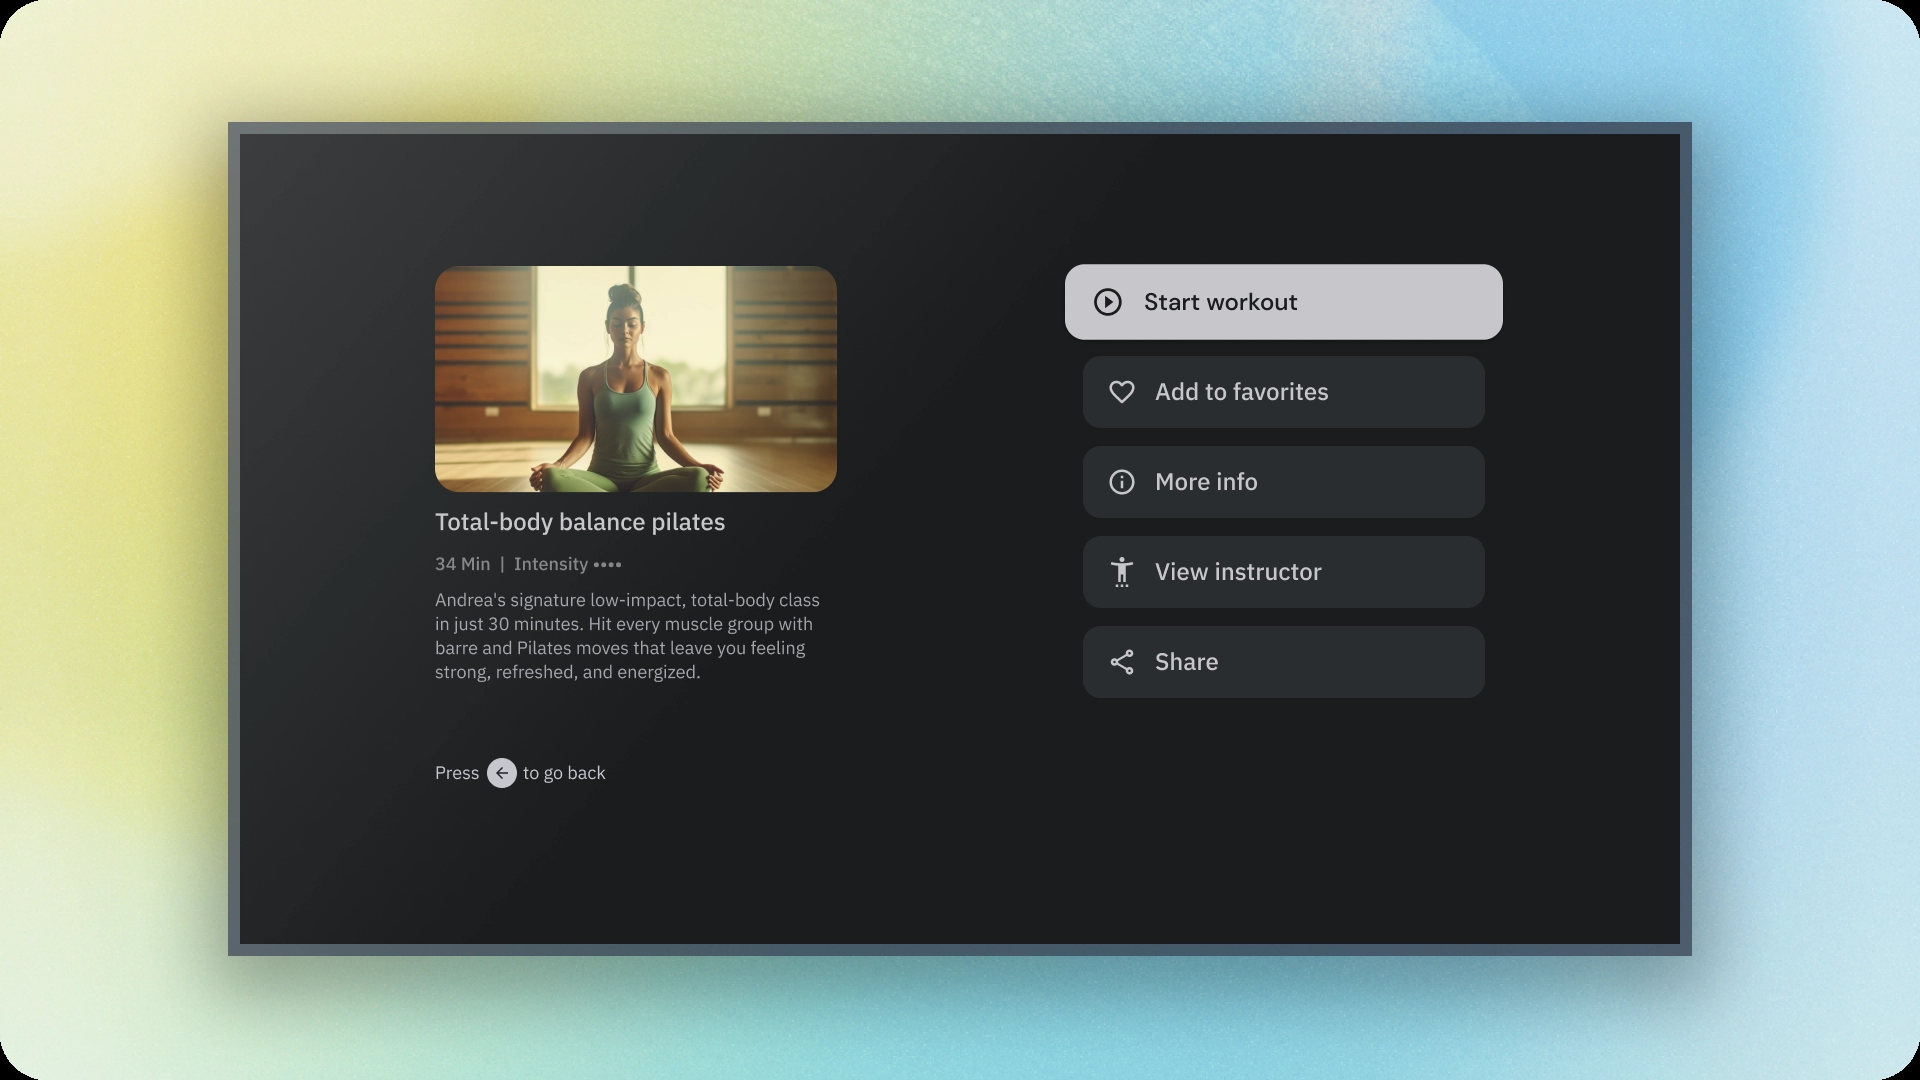 Total-body balance pilates
34 Min | Intensity ••••
Andrea's signature low-impact, total-body class
in just 30 minutes. Hit every muscle group with
barre and Pilates moves that leave you feeling
strong, refreshed, and energized.
Press ← to go back
Start workout
Add to favorites
More info
View instructor
Share